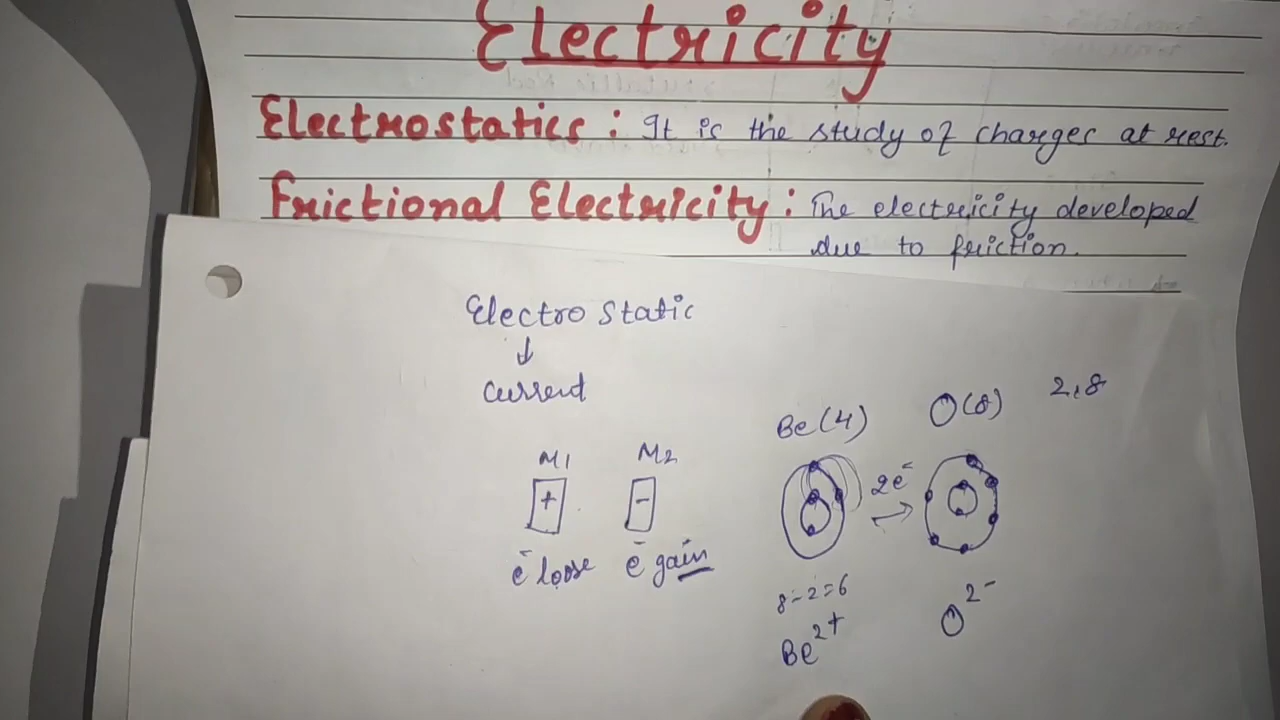 Electricity
Electrostatics : It is the study of charges at rest.
Frictional Electricity : The electricity developed
due to friction.
Electro Static
↓
Current
M1 M2
+ -
e⁻ loose e⁻ gain
Be(4) O(8) 2,8
2e⁻
→
8-2=6
Be²⁺ O²⁻